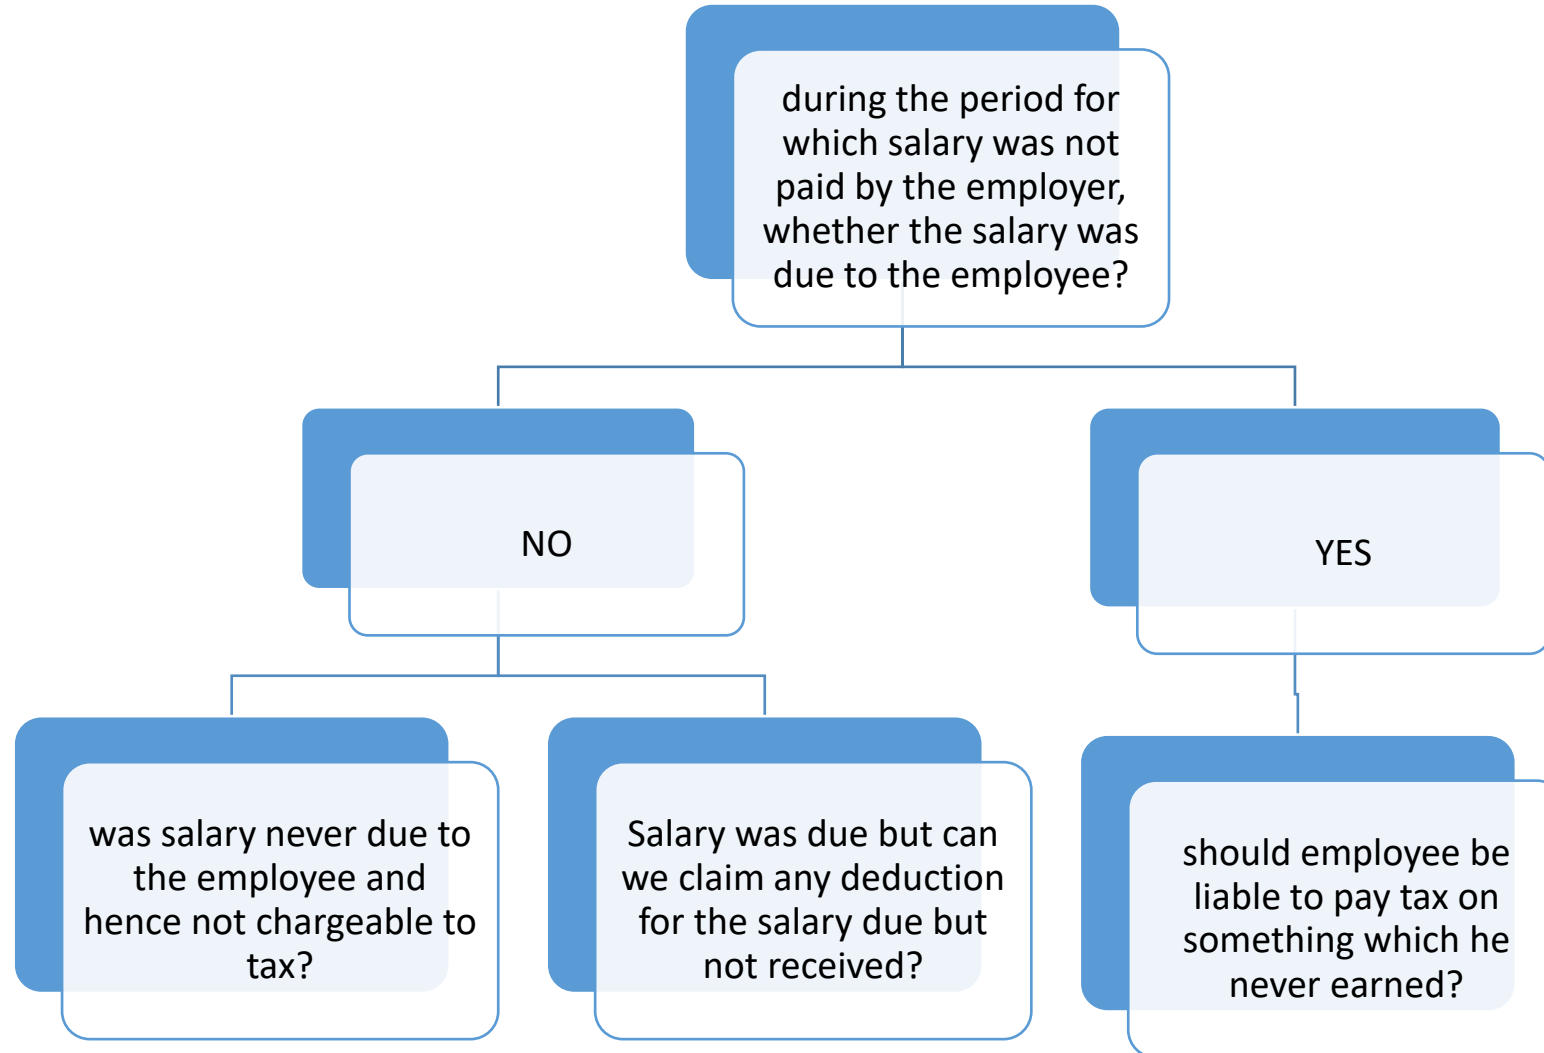 during the period for
which salary was not
paid by the employer,
whether the salary was
due to the employee?
NO
YES
was salary never due to
the employee and
hence not chargeable to
tax?
Salary was due but can
we claim any deduction
for the salary due but
not received?
should employee be
liable to pay tax on
something which he
never earned?